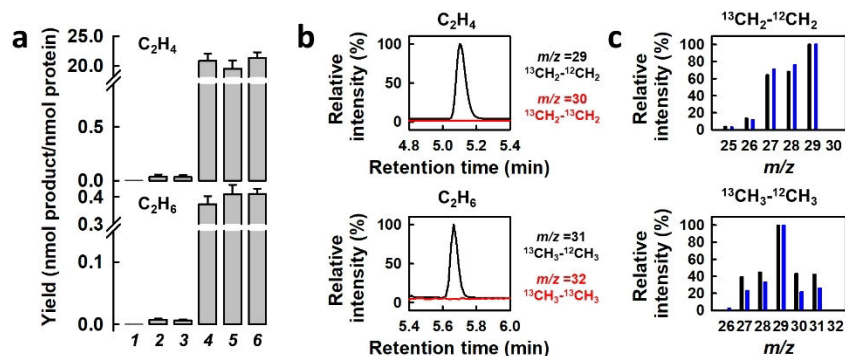 a
C₂H₄
Yield (nmol product/nmol protein)
25.0
20.0
0.5
0.0
C₂H₆
0.4
0.3
0.1
0.0
1 2 3 4 5 6
b
C₂H₄
Relative intensity (%)
100
50
0
4.8 5.0 5.2 5.4
Retention time (min)
m/z =29
¹³CH₂-¹²CH₂
m/z =30
¹³CH₂-¹³CH₂
C₂H₆
Relative intensity (%)
100
50
0
5.4 5.6 5.8 6.0
Retention time (min)
m/z =31
¹³CH₃-¹²CH₃
m/z =32
¹³CH₃-¹³CH₃
c
¹³CH₂-¹²CH₂
Relative intensity (%)
100
80
60
40
20
0
25 26 27 28 29 30
m/z
¹³CH₃-¹²CH₃
Relative intensity (%)
100
80
60
40
20
0
26 27 28 29 30 31 32
m/z